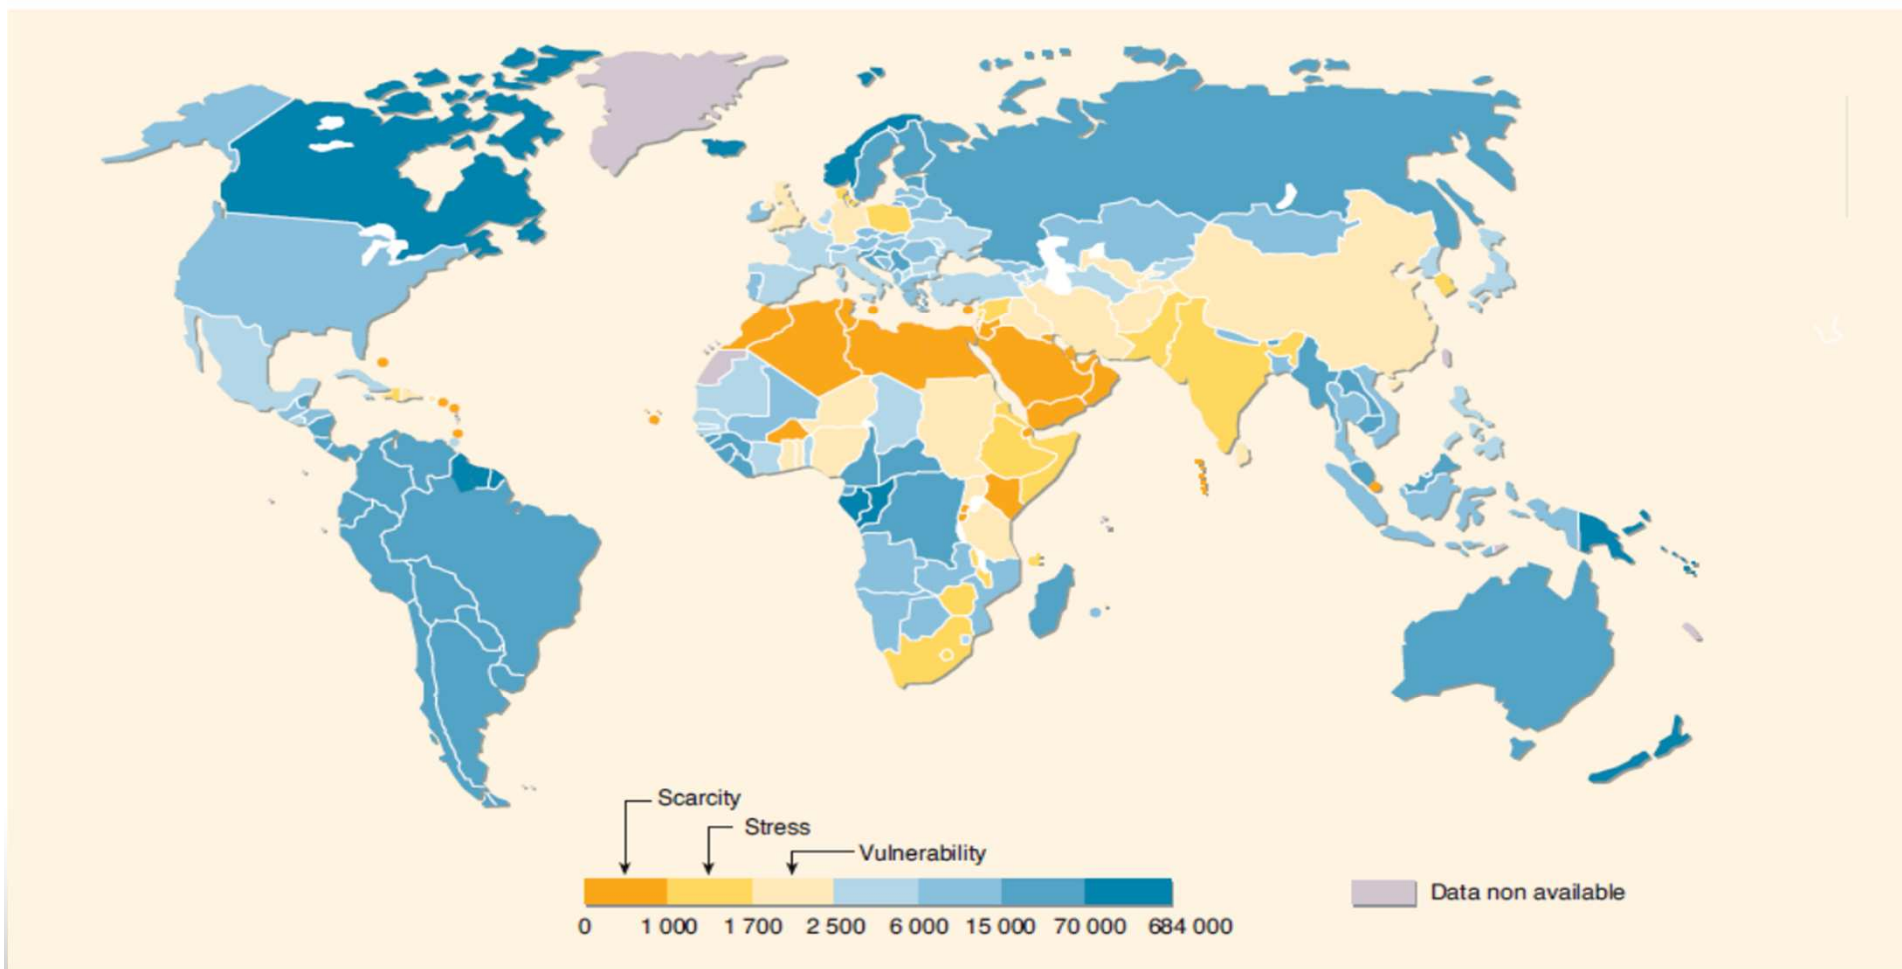 Scarcity
Stress
Vulnerability
0 1 000 1 700 2 500 6 000 15 000 70 000 684 000
Data non available